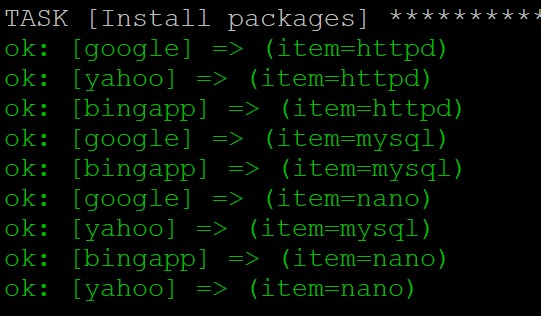 TASK [Install packages] **********
ok: [google] => (item=httpd)
ok: [yahoo] => (item=httpd)
ok: [bingapp] => (item=httpd)
ok: [google] => (item=mysql)
ok: [bingapp] => (item=mysql)
ok: [google] => (item=nano)
ok: [yahoo] => (item=mysql)
ok: [bingapp] => (item=nano)
ok: [yahoo] => (item=nano)